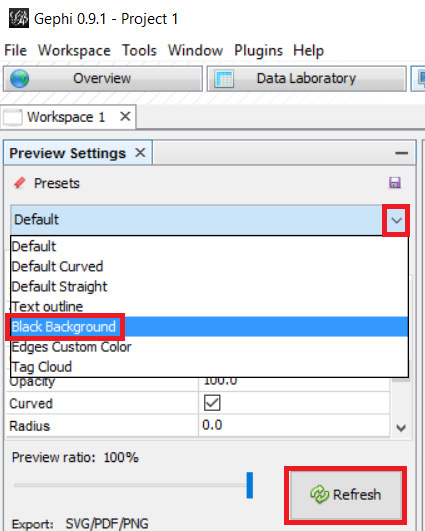 Gephi 0.9.1 - Project 1
File Workspace Tools Window Plugins Help
Overview Data Laboratory
Workspace 1
Preview Settings
Presets
Default
Default
Default Curved
Default Straight
Text outline
Black Background
Edges Custom Color
Tag Cloud
Opacity 100.0
Curved
Radius 0.0
Preview ratio: 100%
Refresh
Export: SVG/PDF/PNG